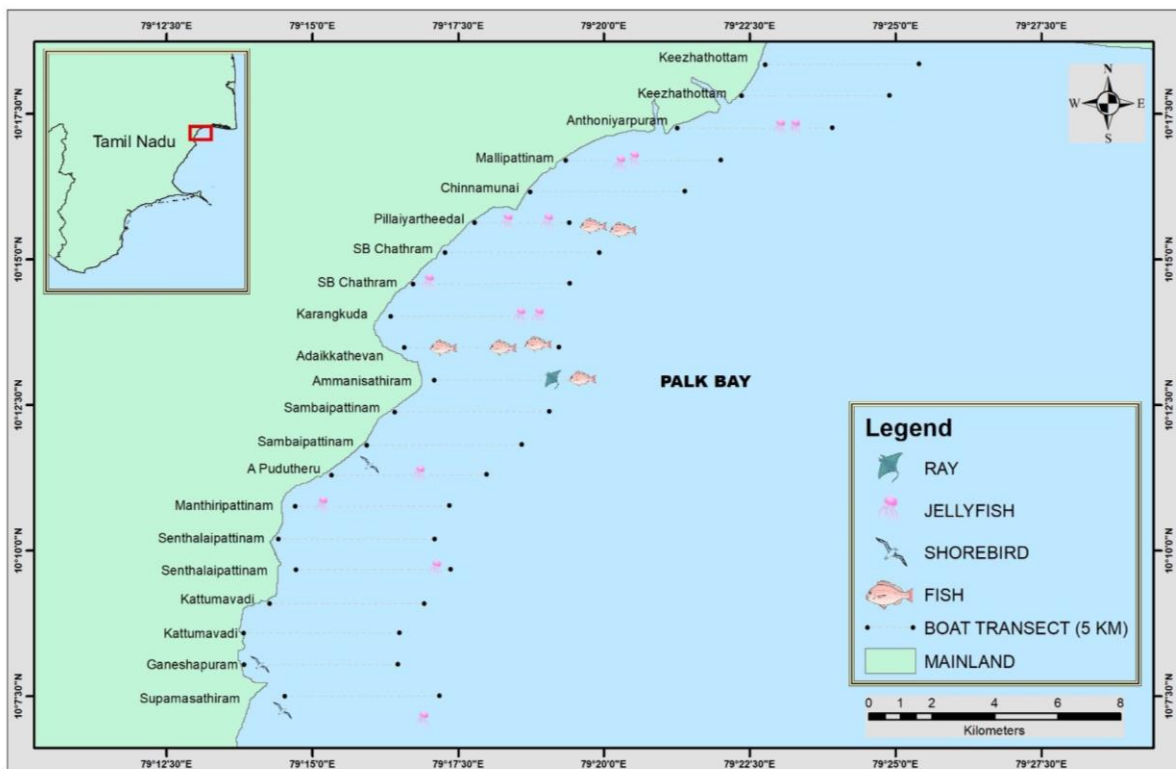 79°12'30"E 79°15'0"E 79°17'30"E 79°20'0"E 79°22'30"E 79°25'0"E 79°27'30"E
Tamil Nadu
N
W E
S
10°17'30"N
10°15'0"N
10°12'30"N
10°10'0"N
10°7'30"N
Keezhathottam
Keezhathottam
Anthoniyarpuram
Mallipattinam
Chinnamunai
Pillaiyartheedal
SB Chathram
SB Chathram
Karangkuda
Adaikkathevan
Ammanisathiram
Sambaipattinam
Sambaipattinam
A Pudutheru
Manthiripattinam
Senthalaipattinam
Senthalaipattinam
Kattumavadi
Kattumavadi
Ganeshapuram
Supamasathiram
PALK BAY
Legend
RAY
JELLYFISH
SHOREBIRD
FISH
BOAT TRANSECT (5 KM)
MAINLAND
0 1 2 4 6 8
Kilometers
10°17'30"N
10°15'0"N
10°12'30"N
10°10'0"N
10°7'30"N
79°12'30"E 79°15'0"E 79°17'30"E 79°20'0"E 79°22'30"E 79°25'0"E 79°27'30"E